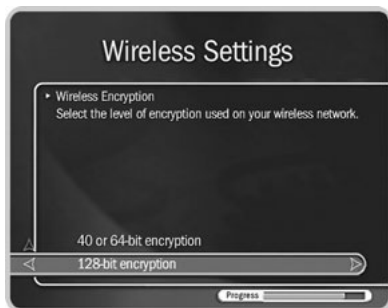 Wireless Settings
Wireless Encryption
Select the level of encryption used on your wireless network.
40 or 64-bit encryption
128-bit encryption
Progress